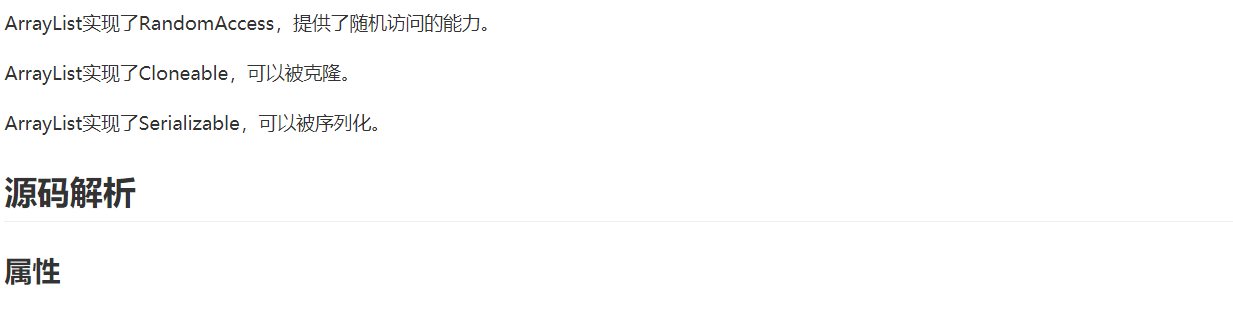 ArrayList实现了RandomAccess，提供了随机访问的能力。
ArrayList实现了Cloneable，可以被克隆。
ArrayList实现了Serializable，可以被序列化。
源码解析
属性